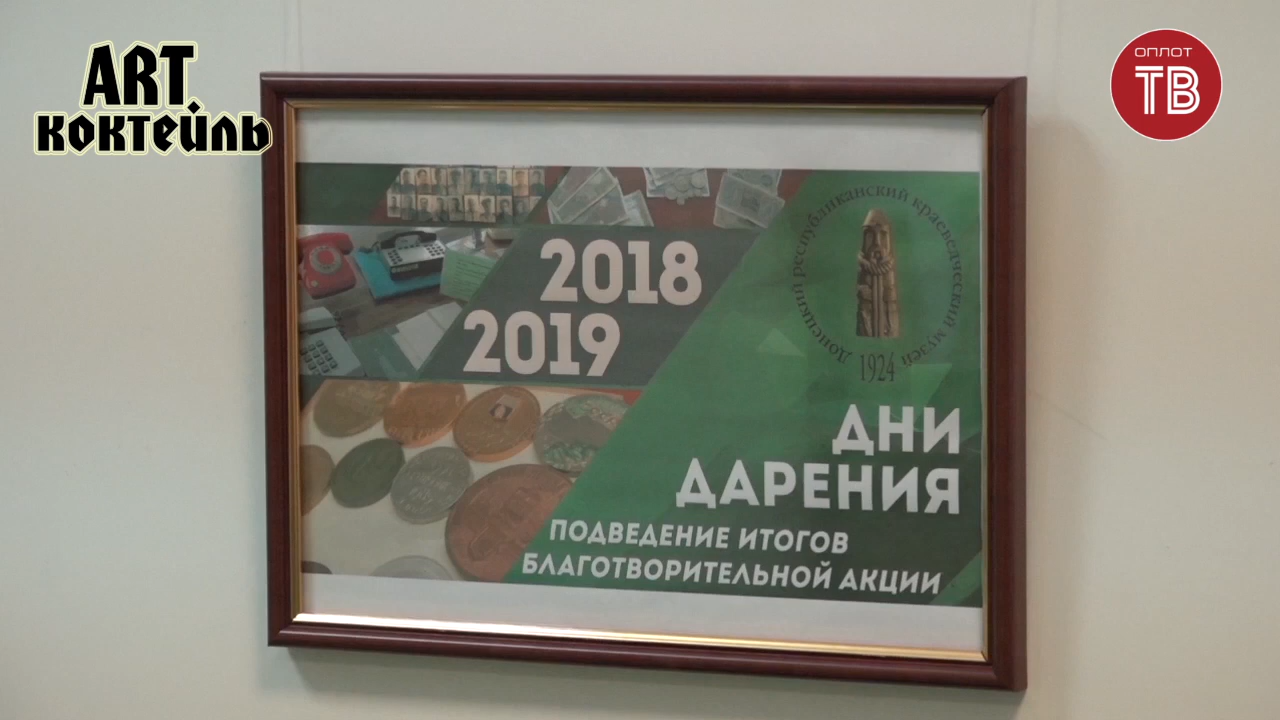 ART.
коктейль
ОПЛОТ
ТВ
Донецкий республиканский краеведческий музей
1924
2018
2019
ДНИ
ДАРЕНИЯ
ПОДВЕДЕНИЕ ИТОГОВ
БЛАГОТВОРИТЕЛЬНОЙ АКЦИИ